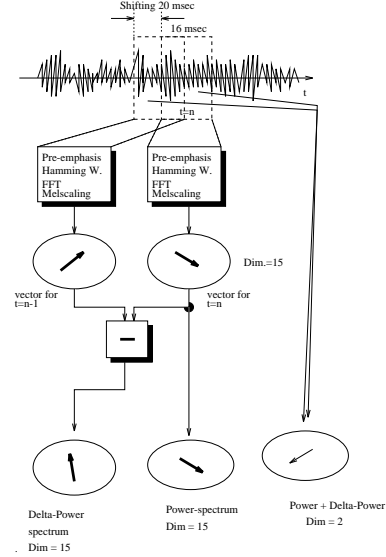 Shifting 20 msec
16 msec
t
t=n
Pre-emphasis
Hamming W.
FFT
Melscaling
Pre-emphasis
Hamming W.
FFT
Melscaling
Dim.=15
vector for
t=n-1
vector for
t=n
Delta-Power
spectrum
Dim = 15
Power-spectrum
Dim = 15
Power + Delta-Power
Dim = 2